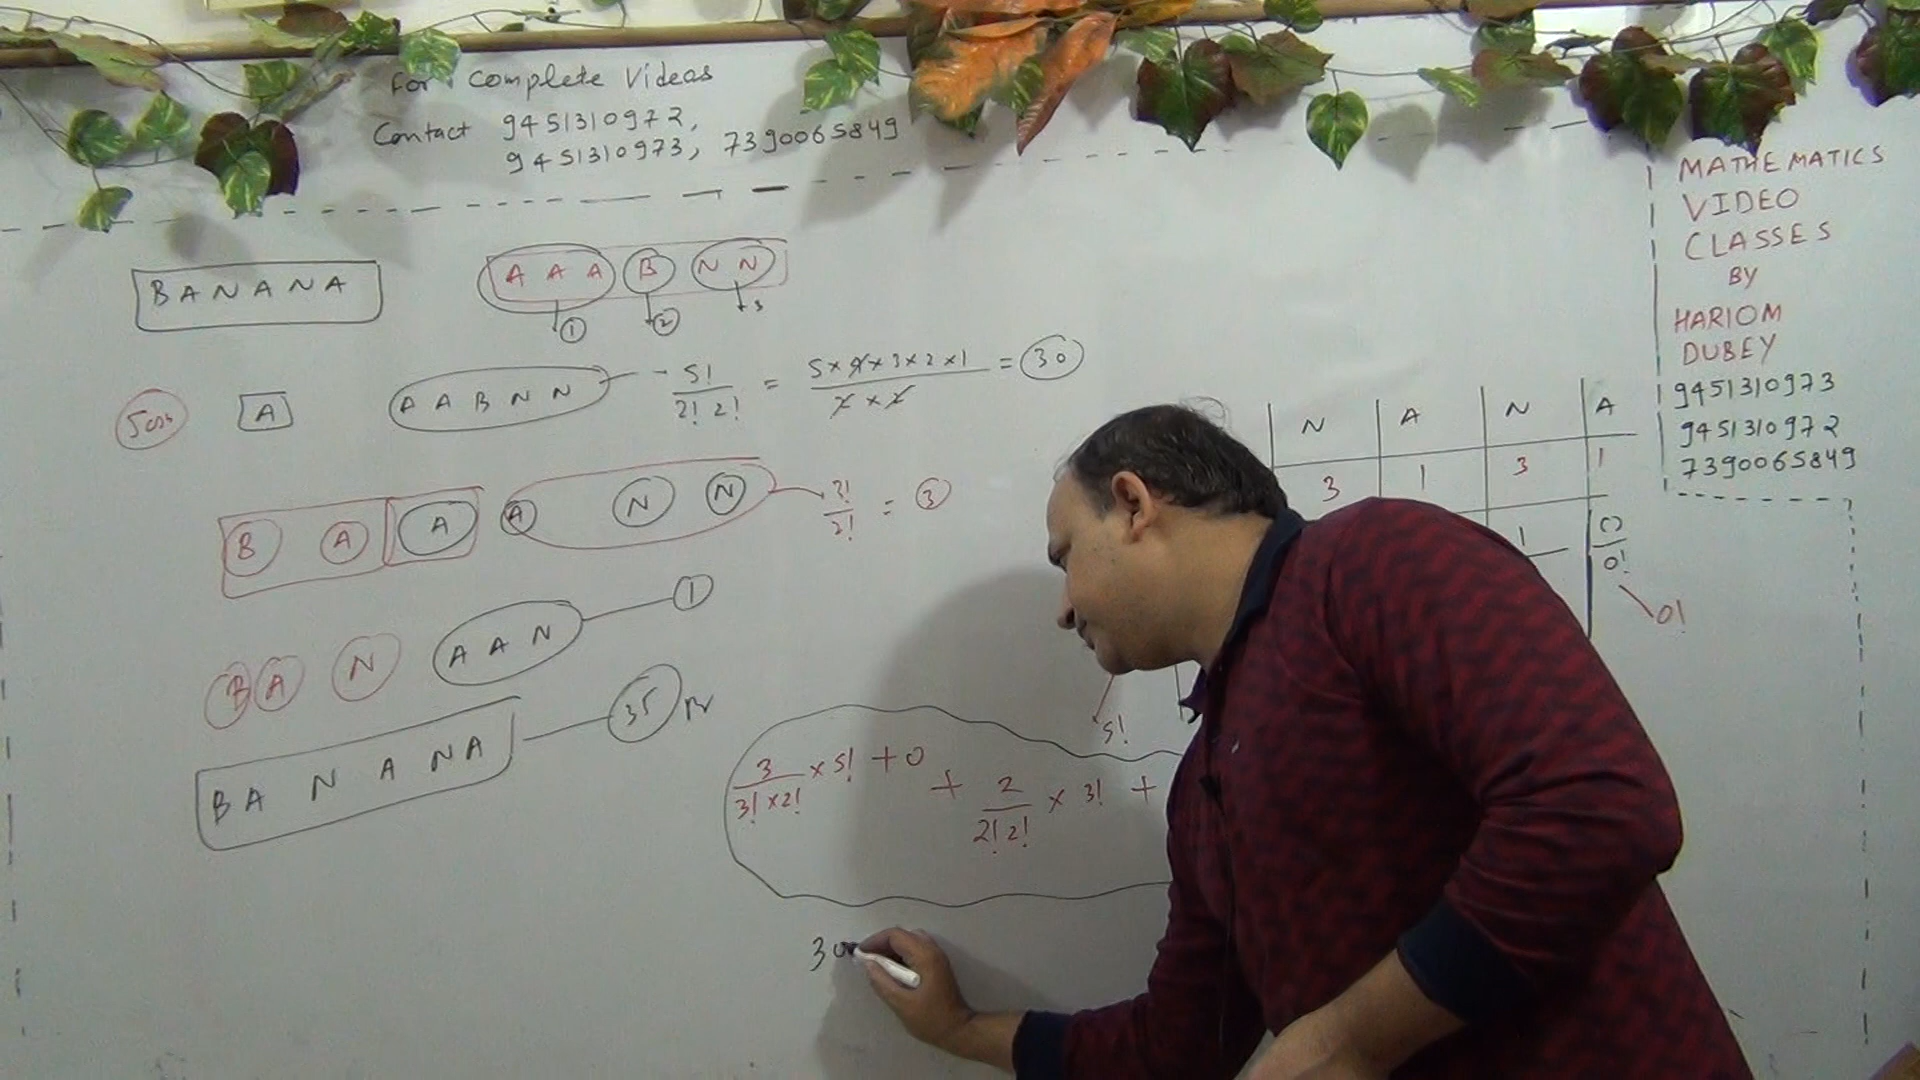 For Complete Videos
Contact 9451310972,
9451310973, 7390065849
MATHEMATICS
VIDEO
CLASSES
BY
HARIOM
DUBEY
9451310973
9451310972
7390065849
BANANA
A A A B N N
1 2 3
A
A A B N N
5!/2! 2! = 5×4×3×2×1/2×2 = 30
B A A A N N
3!/2! = 3
B A N A A N 1
BA N A NA 35
N A N A
3 1 3 1
1 0/0!
0!
5!
3/3!×2! × 5! + 0 + 2/2! 2! × 3! +
30